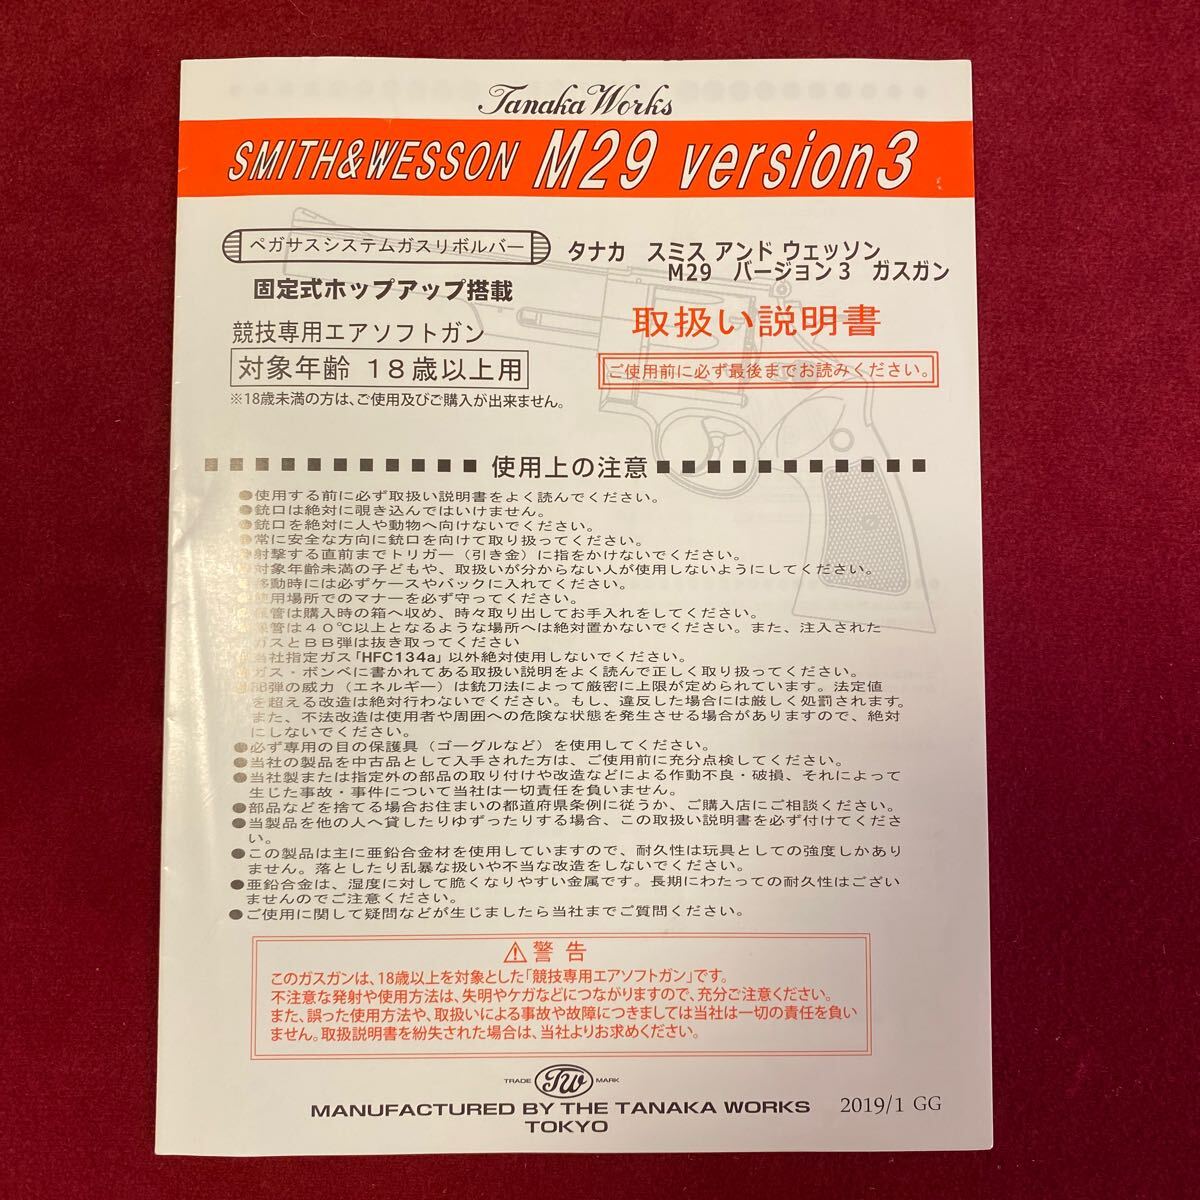 Tanaka Works
SMITH&WESSON M29 version3
ペガサスシステムガスリボルバー
固定式ホップアップ搭載
競技専用エアソフトガン
対象年齢 18歳以上用
※18歳未満の方は、ご使用及びご購入が出来ません。
タナカ スミス アンド ウェッソン
M29 バージョン3 ガスガン
取扱い説明書
ご使用前に必ず最後までお読みください。
使用上の注意
●使用する前に必ず取扱い説明書をよく読んでください。
●銃口は絶対に覗き込んではいけません。
●銃口を絶対に人や動物へ向けないでください。
●常に安全な方向に銃口を向けて取り扱ってください。
●射撃する直前までトリガー(引き金)に指をかけないでください。
●対象年齢未満の子どもや、取扱いが分からない人が使用しないようにしてください。
●移動時には必ずケースやバックに入れてください。
●使用場所でのマナーを必ず守ってください。
●保管は購入時の箱へ収め、時々取り出してお手入れをしてください。
●保管は40℃以上となるような場所へは絶対置かないでください。また、注入された
ガスとBB弾は抜き取ってください
●当社指定ガス「HFC134a」以外絶対使用しないでください。
●ガス・ボンベに書かれてある取扱い説明をよく読んで正しく取り扱ってください。
●BB弾の威力(エネルギー)は銃刀法によって厳密に上限が定められています。法定値
を超える改造は絶対行わないでください。もし、違反した場合には厳しく処罰されます。
また、不法改造は使用者や周囲への危険な状態を発生させる場合がありますので、絶対
にしないでください。
●必ず専用の目の保護具(ゴーグルなど)を使用してください。
●当社の製品を中古品として入手された方は、ご使用前に充分点検してください。
●当社製または指定外の部品の取り付けや改造などによる作動不良・破損、それによって
生じた事故・事件について当社は一切責任を負いません。
●部品などを捨てる場合お住まいの都道府県条例に従うか、ご購入店にご相談ください。
●当製品を他の人へ貸したりゆずったりする場合、この取扱い説明書を必ず付けてくださ
い。
●この製品は主に亜鉛合金材を使用していますので、耐久性は玩具としての強度しかあり
ません。落としたり乱暴な扱いや不当な改造をしないでください。
●亜鉛合金は、湿度に対して脆くなりやすい金属です。長期にわたっての耐久性はござい
ませんのでご注意ください。
●ご使用に関して疑問などが生じましたら当社までご質問ください。
⚠警告
このガスガンは、18歳以上を対象とした「競技専用エアソフトガン」です。
不注意な発射や使用方法は、失明やケガなどにつながりますので、充分ご注意ください。
また、誤った使用方法や、取扱いによる事故や故障につきましては当社は一切の責任を負い
ません。取扱説明書を紛失された場合は、当社よりお求めください。
TRADE TW MARK
MANUFACTURED BY THE TANAKA WORKS
TOKYO
2019/1 GG